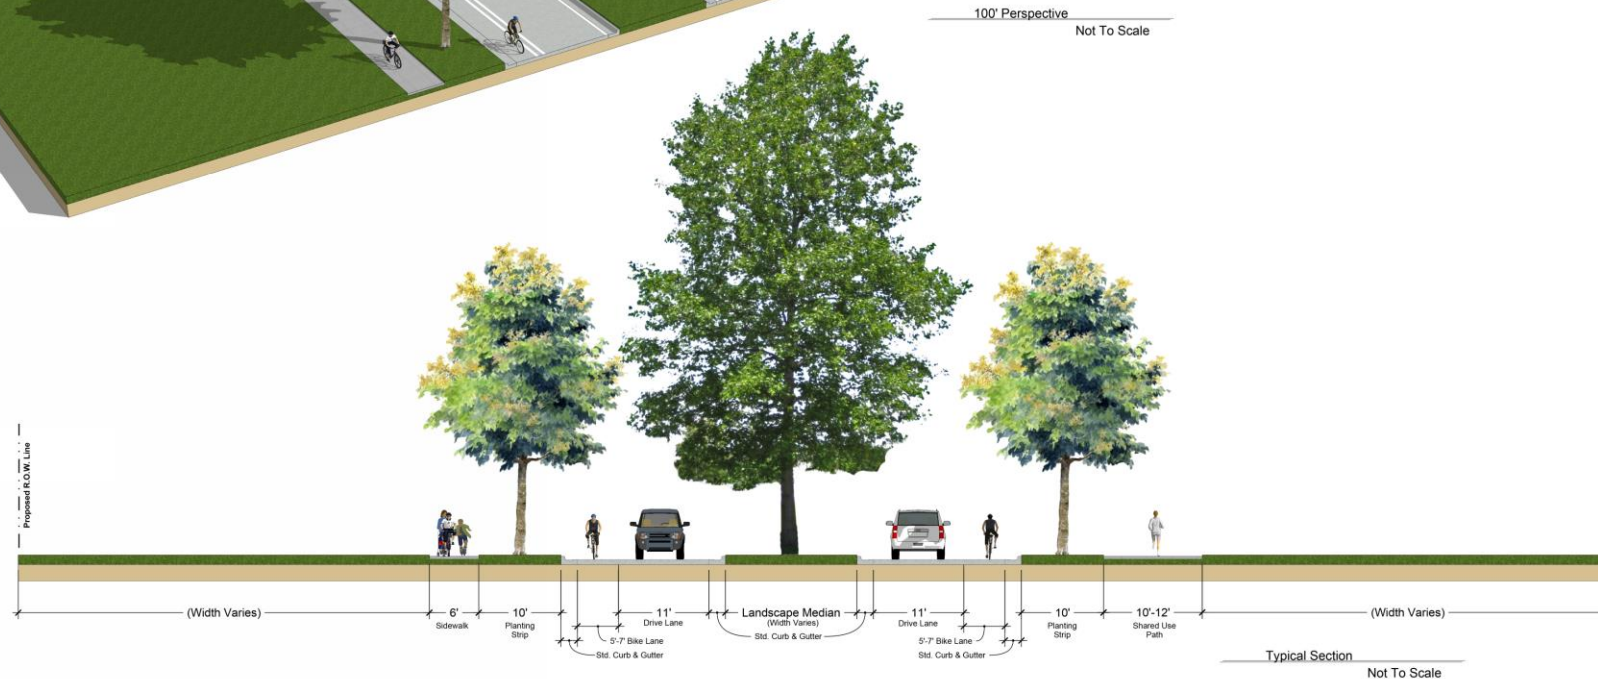 100' Perspective
Not To Scale
Proposed R.O.W. Line
(Width Varies)
6'
Sidewalk
10'
Planting
Strip
5'-7' Bike Lane
Std. Curb & Gutter
11'
Drive Lane
Landscape Median
(Width Varies)
Std. Curb & Gutter
11'
Drive Lane
5'-7' Bike Lane
Std. Curb & Gutter
10'
Planting
Strip
10'-12'
Shared Use
Path
(Width Varies)
Typical Section
Not To Scale